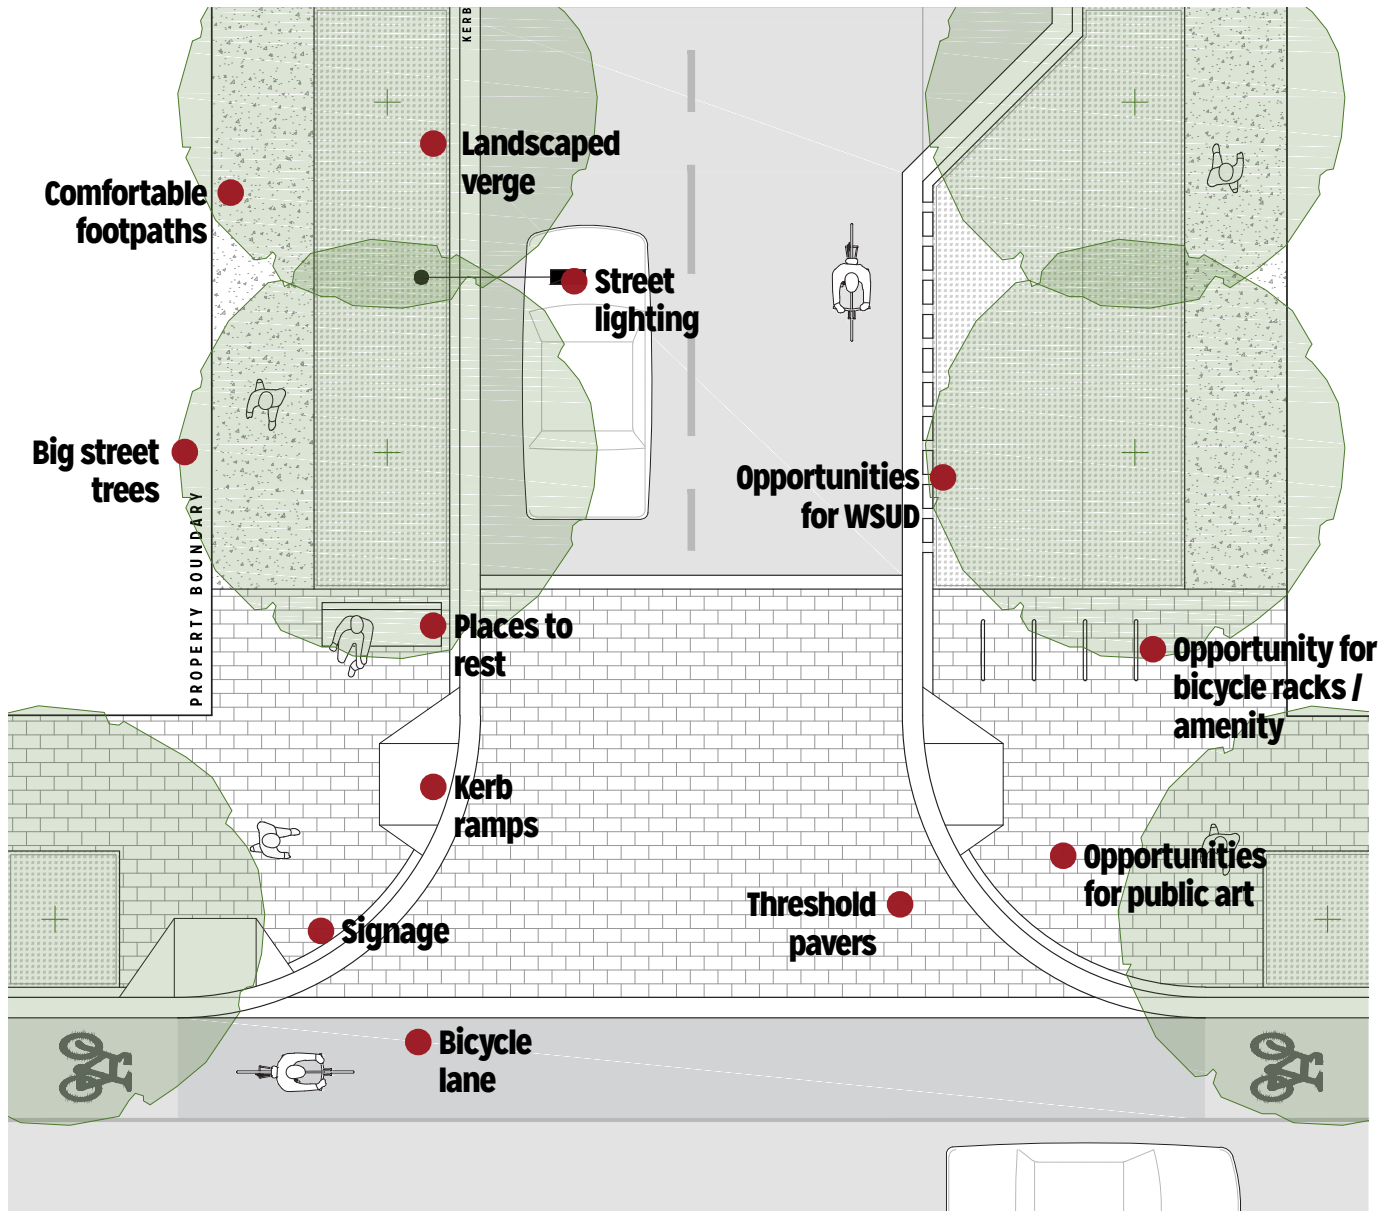 KERB
Landscaped
verge
Comfortable
footpaths
Street
lighting
Big street
trees
PROPERTY BOUNDARY
Opportunities
for WSUD
Places to
rest
Opportunity for
bicycle racks /
amenity
Kerb
ramps
Opportunities
for public art
Threshold
pavers
Signage
Bicycle
lane